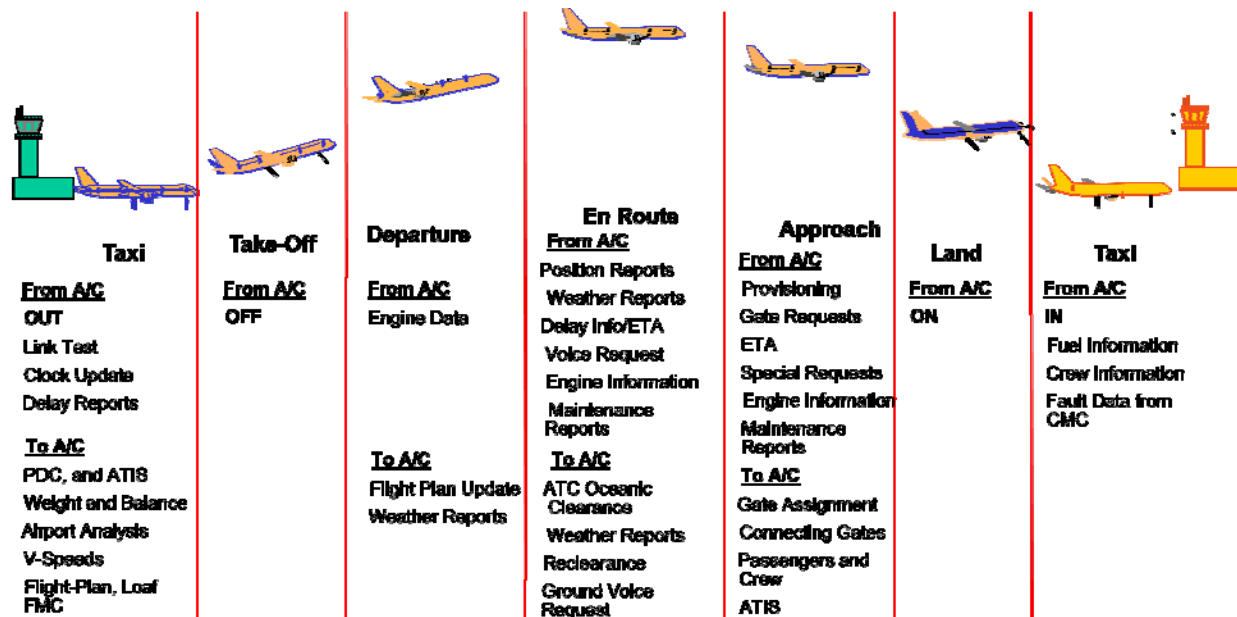 Taxi
From A/C
OUT
Link Test
Clock Update
Delay Reports
To A/C
PDC, and ATIS
Weight and Balance
Airport Analysis
V-Speeds
Flight-Plan, Loaf
FMC
Take-Off
From A/C
OFF
Departure
From A/C
Engine Data
To A/C
Flight Plan Update
Weather Reports
En Route
From A/C
Position Reports
Weather Reports
Delay Info/ETA
Voice Request
Engine Information
Maintenance
Reports
To A/C
ATC Oceanic
Clearance
Weather Reports
Reclearance
Ground Voice
Request
Approach
From A/C
Provisioning
Gate Requests
ETA
Special Requests
Engine Information
Maintenance
Reports
To A/C
Gate Assignment
Connecting Gates
Passengers and
Crew
ATIS
Land
From A/C
ON
Taxi
From A/C
IN
Fuel Information
Crew Information
Fault Data from
CMC